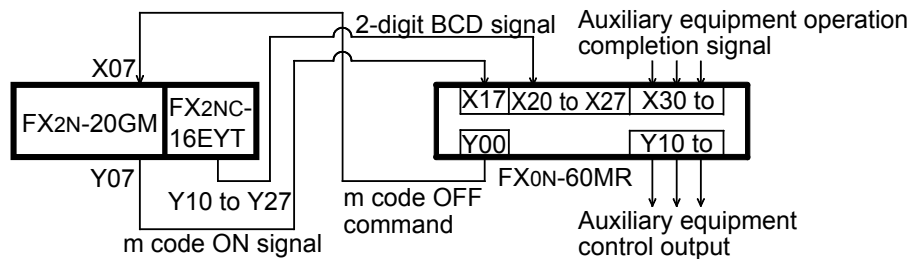 2-digit BCD signal
Auxiliary equipment operation
completion signal
X07
FX2N-20GM
FX2NC-
16EYT
X17
X20 to X27
X30 to
Y00
Y10 to
FX0N-60MR
Y07
Y10 to Y27
m code OFF
command
m code ON signal
Auxiliary equipment
control output